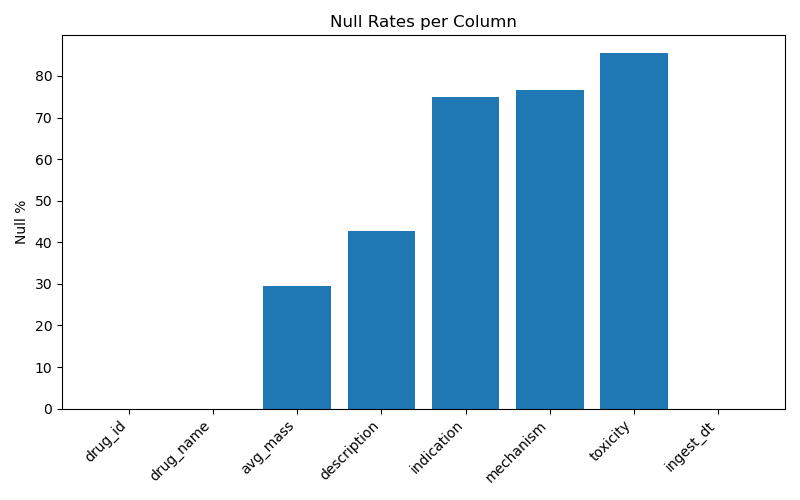 Null Rates per Column
Null %
80
70
60
50
40
30
20
10
0
drug_id
drug_name
avg_mass
description
indication
mechanism
toxicity
ingest_dt